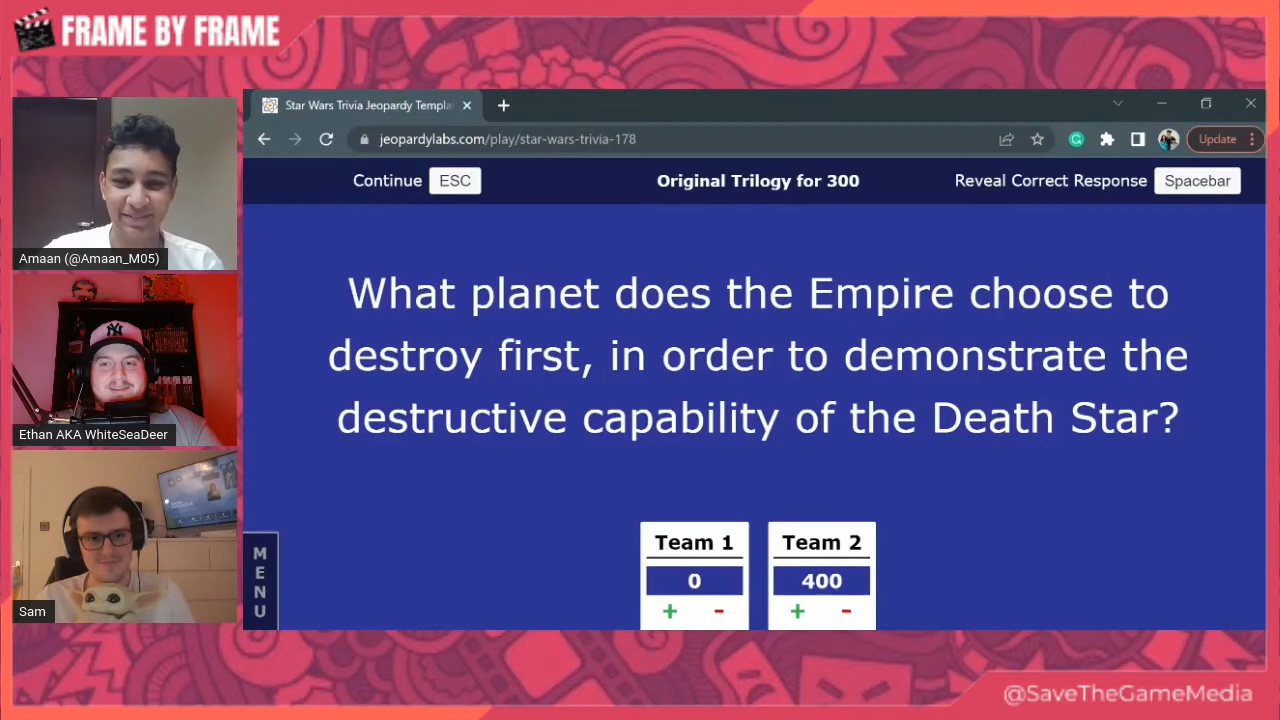 FRAME BY FRAME
Star Wars Trivia Jeopardy Templa
jeopardylabs.com/play/star-wars-trivia-178
Update
Continue ESC
Original Trilogy for 300
Reveal Correct Response Spacebar
What planet does the Empire choose to
destroy first, in order to demonstrate the
destructive capability of the Death Star?
MENU
Team 1
0
+ -
Team 2
400
+ -
Amaan (@Amaan_M05)
Ethan AKA WhiteSeaDeer
Sam
@SaveTheGameMedia